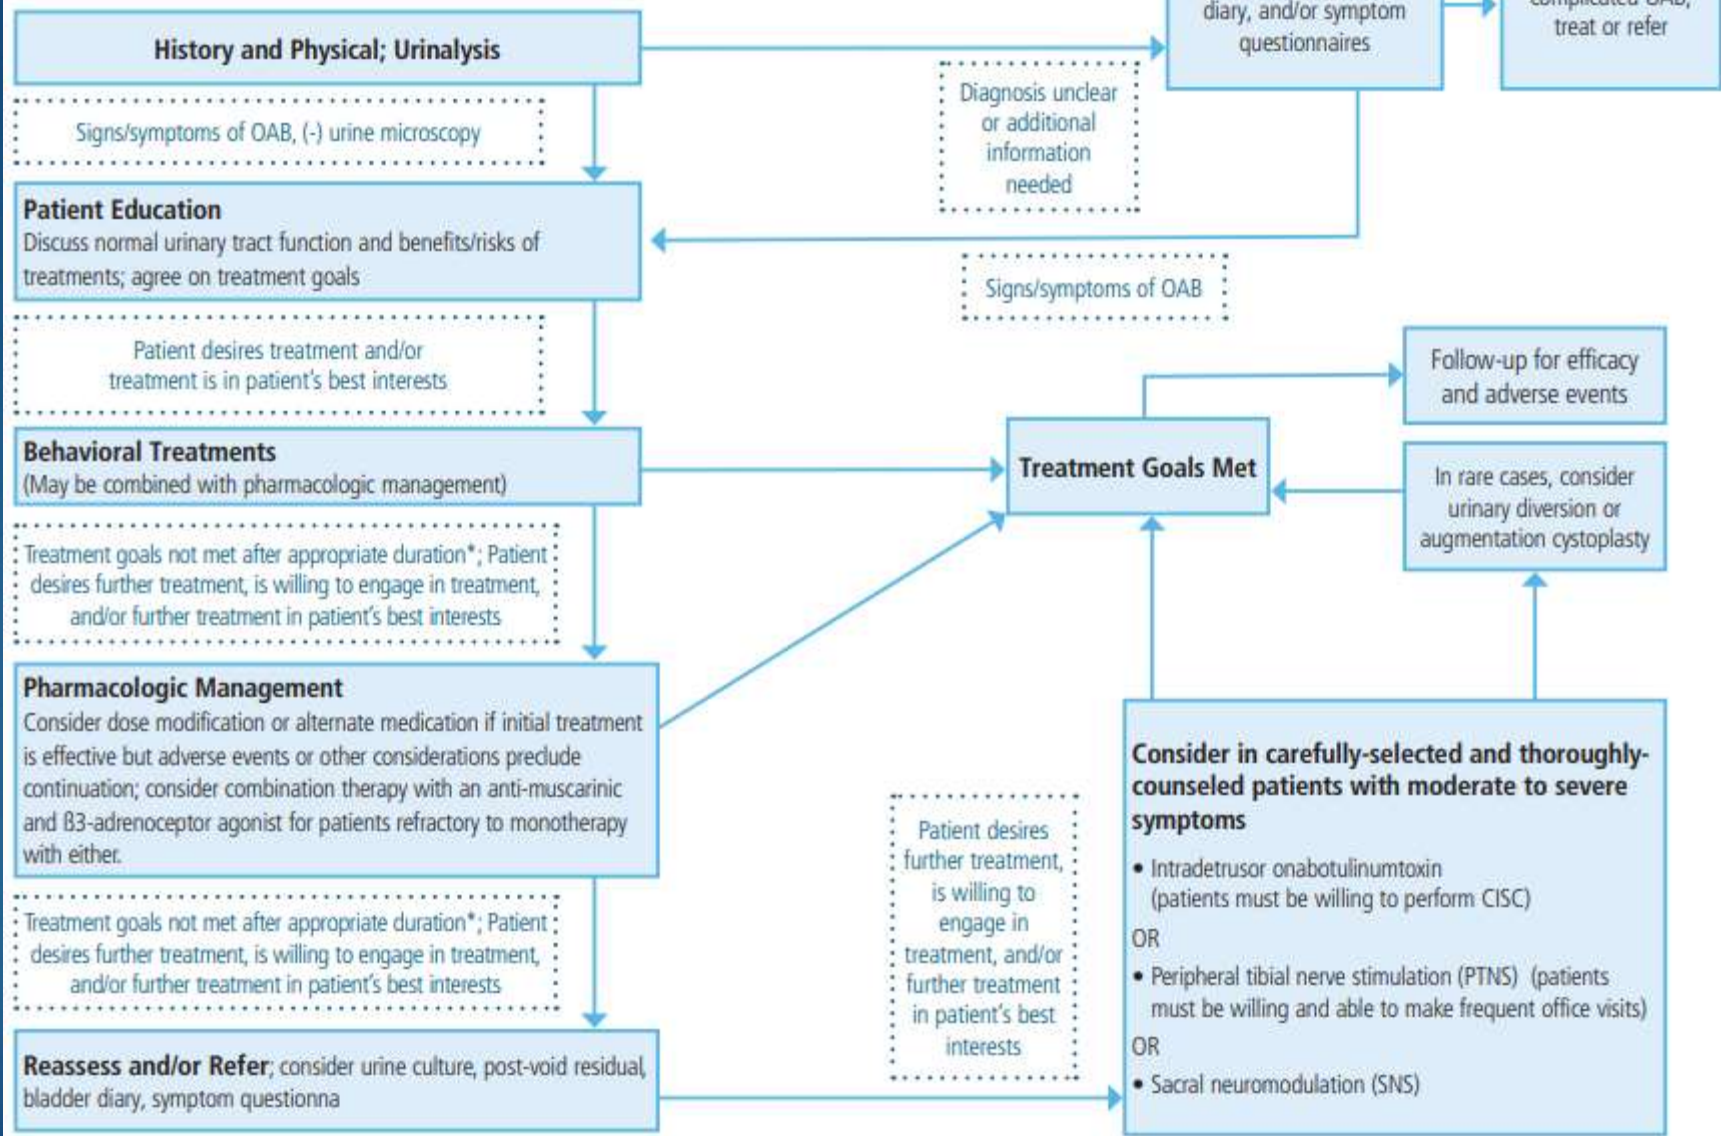 diary, and/or symptom
questionnaires
complicated OAB,
treat or refer
History and Physical; Urinalysis
Signs/symptoms of OAB, (-) urine microscopy
Diagnosis unclear
or additional
information
needed
Patient Education
Discuss normal urinary tract function and benefits/risks of
treatments; agree on treatment goals
Signs/symptoms of OAB
Patient desires treatment and/or
treatment is in patient's best interests
Follow-up for efficacy
and adverse events
Behavioral Treatments
(May be combined with pharmacologic management)
Treatment Goals Met
In rare cases, consider
urinary diversion or
augmentation cystoplasty
Treatment goals not met after appropriate duration*; Patient
desires further treatment, is willing to engage in treatment,
and/or further treatment in patient's best interests
Pharmacologic Management
Consider dose modification or alternate medication if initial treatment
is effective but adverse events or other considerations preclude
continuation; consider combination therapy with an anti-muscarinic
and ß3-adrenoceptor agonist for patients refractory to monotherapy
with either.
Treatment goals not met after appropriate duration*; Patient
desires further treatment, is willing to engage in treatment,
and/or further treatment in patient's best interests
Reassess and/or Refer; consider urine culture, post-void residual,
bladder diary, symptom questionna
Patient desires
further treatment,
is willing to
engage in
treatment, and/or
further treatment
in patient's best
interests
Consider in carefully-selected and thoroughly-
counseled patients with moderate to severe
symptoms
• Intradetrusor onabotulinumtoxin
(patients must be willing to perform CISC)
OR
• Peripheral tibial nerve stimulation (PTNS) (patients
must be willing and able to make frequent office visits)
OR
• Sacral neuromodulation (SNS)